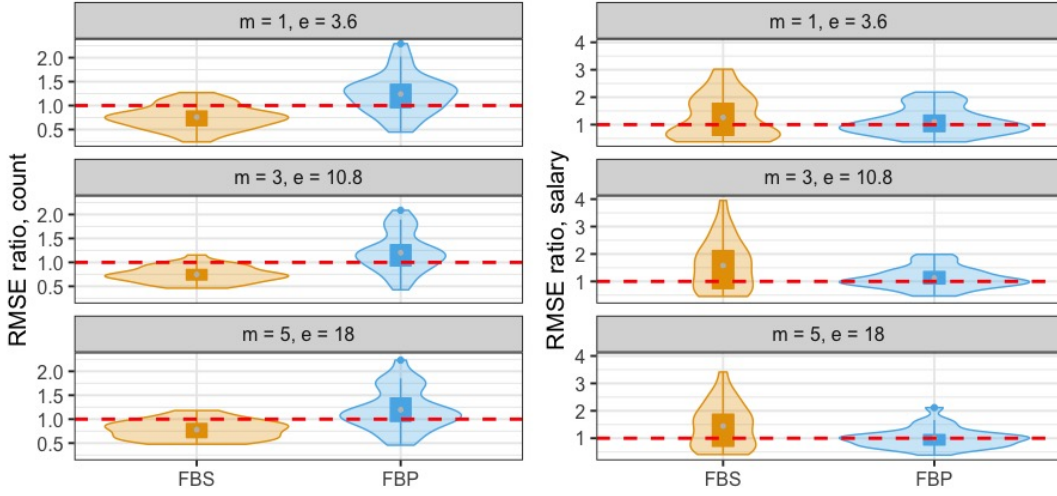 RMSE ratio, count
m = 1, e = 3.6
2.0
1.5
1.0
0.5
m = 3, e = 10.8
2.0
1.5
1.0
0.5
m = 5, e = 18
2.0
1.5
1.0
0.5
FBS FBP
RMSE ratio, salary
m = 1, e = 3.6
4
3
2
1
m = 3, e = 10.8
4
3
2
1
m = 5, e = 18
4
3
2
1
FBS FBP